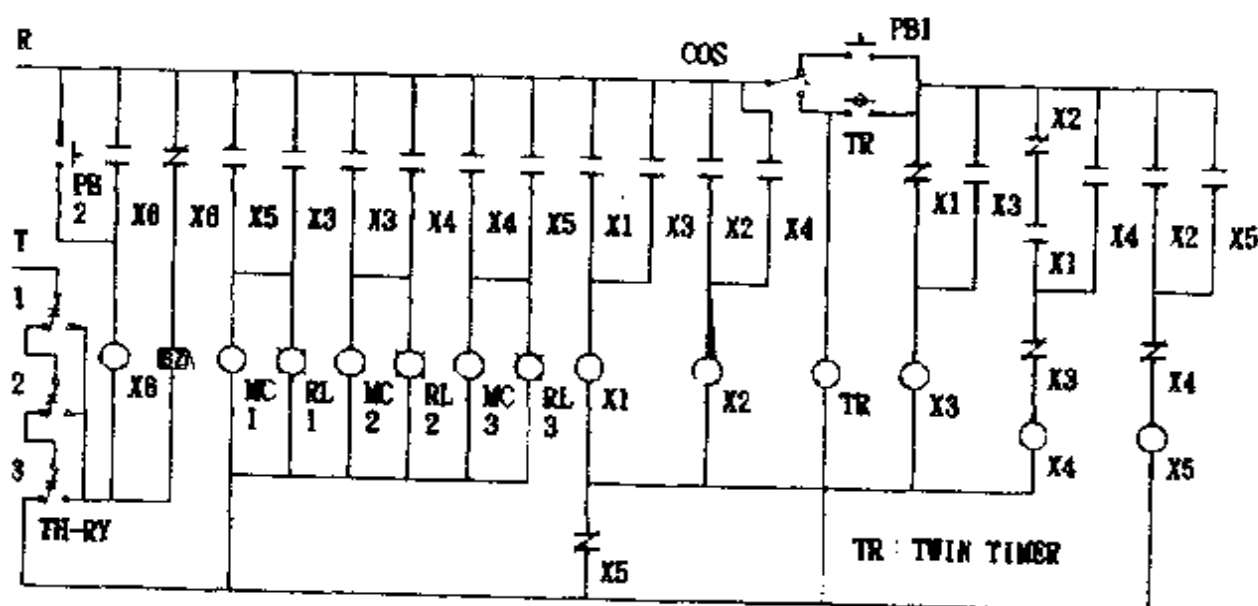 R
COS
PB1
TR
X2
PB
2
X6
X6
X5
X3
X3
X4
X4
X5
X1
X3
X2
X4
X1
X3
X1
X4
X2
X5
T
1
2
3
TH-RY
X6
BZ
MC
1
RL
1
MC
2
RL
2
MC
3
RL
3
X1
X2
TR
X3
X3
X4
X4
X5
X5
TR : TWIN TIMER